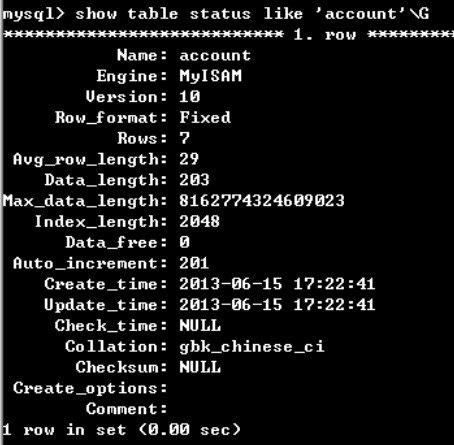 mysql> show table status like 'account'\G
*************************** 1. row *********
Name: account
Engine: MyISAM
Version: 10
Row_format: Fixed
Rows: 7
Avg_row_length: 29
Data_length: 203
Max_data_length: 8162774324609023
Index_length: 2048
Data_free: 0
Auto_increment: 201
Create_time: 2013-06-15 17:22:41
Update_time: 2013-06-15 17:22:41
Check_time: NULL
Collation: gbk_chinese_ci
Checksum: NULL
Create_options:
Comment:
1 row in set (0.00 sec)